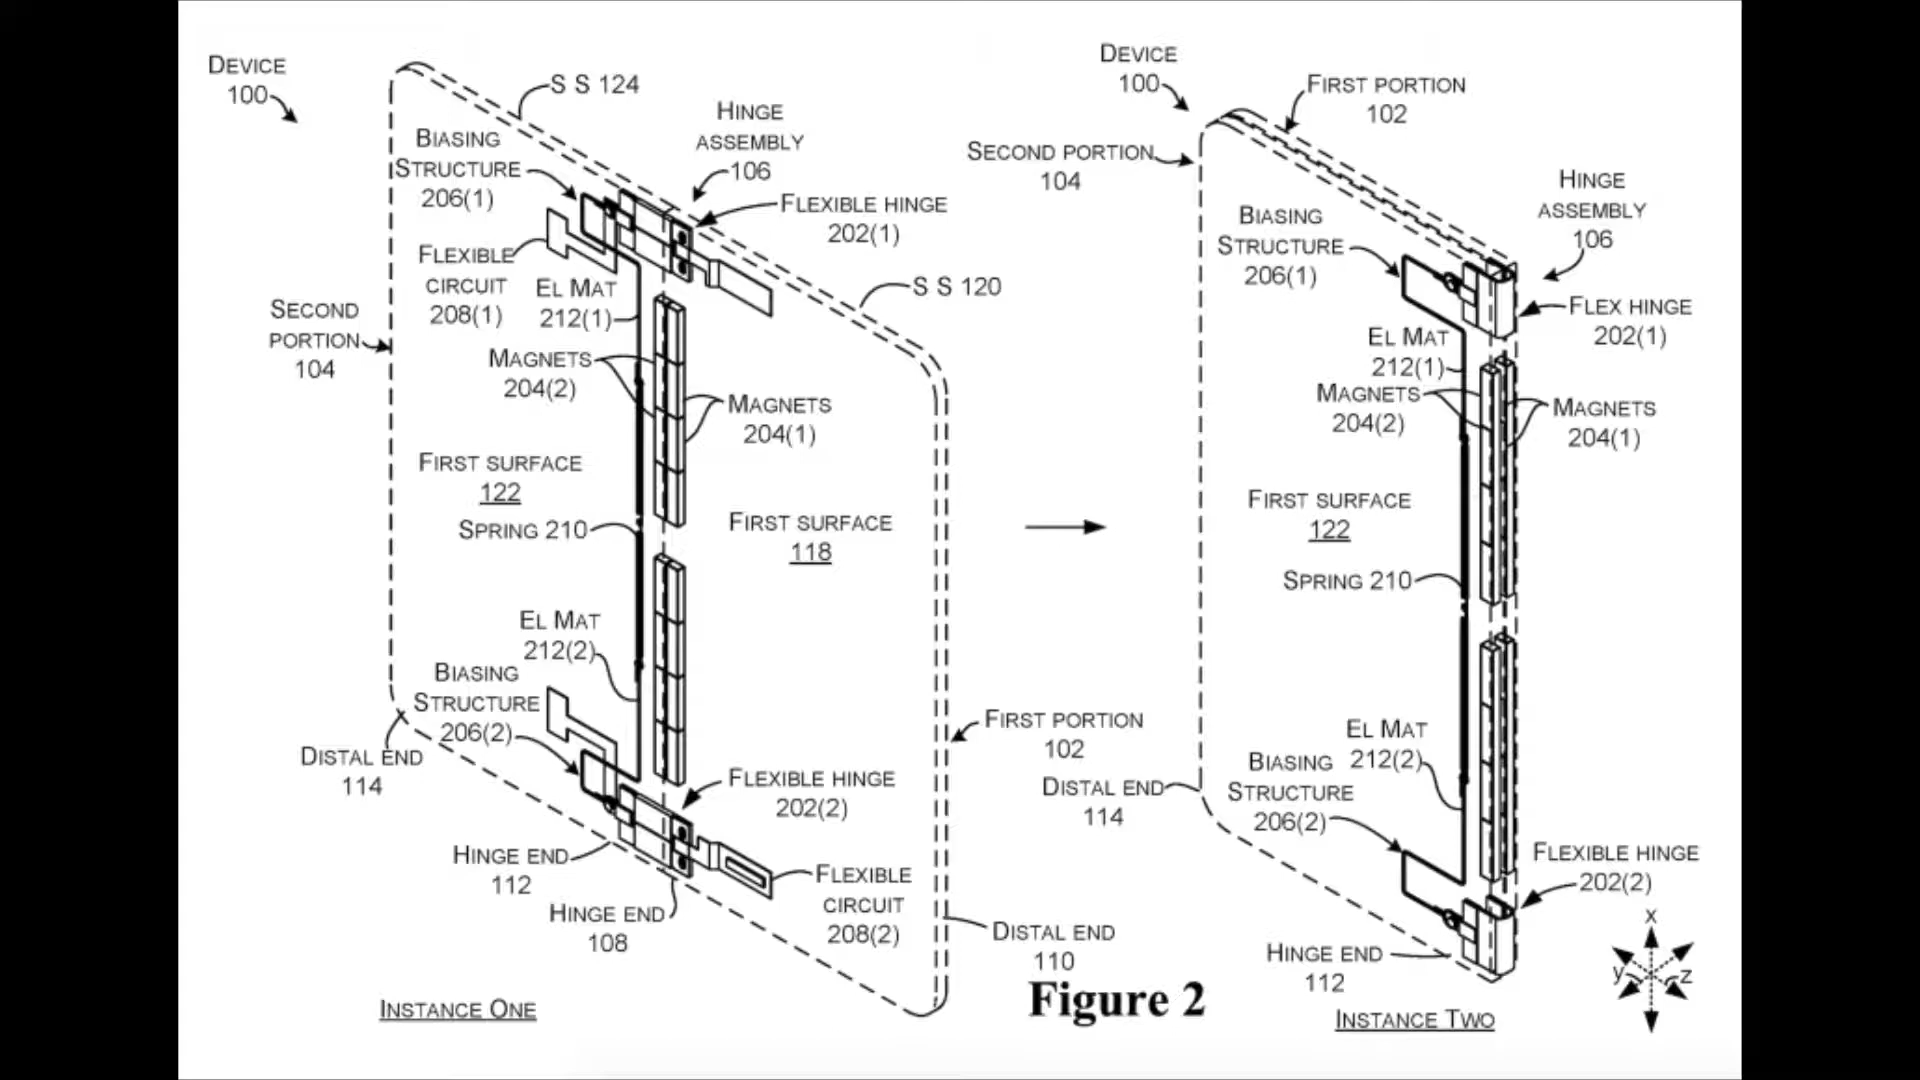 DEVICE
100
S S 124
HINGE
ASSEMBLY
106
BIASING
STRUCTURE
206(1)
FLEXIBLE HINGE
202(1)
FLEXIBLE
CIRCUIT
208(1)
EL MAT
212(1)
S S 120
SECOND
PORTION
104
MAGNETS
204(2)
MAGNETS
204(1)
FIRST SURFACE
122
SPRING 210
FIRST SURFACE
118
EL MAT
212(2)
BIASING
STRUCTURE
206(2)
FIRST PORTION
102
DISTAL END
114
FLEXIBLE HINGE
202(2)
HINGE END
112
HINGE END
108
FLEXIBLE
CIRCUIT
208(2)
DISTAL END
110
INSTANCE ONE
Figure 2
DEVICE
100
FIRST PORTION
102
SECOND PORTION
104
HINGE
ASSEMBLY
106
BIASING
STRUCTURE
206(1)
FLEX HINGE
202(1)
EL MAT
212(1)
MAGNETS
204(2)
MAGNETS
204(1)
FIRST SURFACE
122
SPRING 210
EL MAT
212(2)
BIASING
STRUCTURE
206(2)
DISTAL END
114
FLEXIBLE HINGE
202(2)
HINGE END
112
X
y
Z
INSTANCE TWO